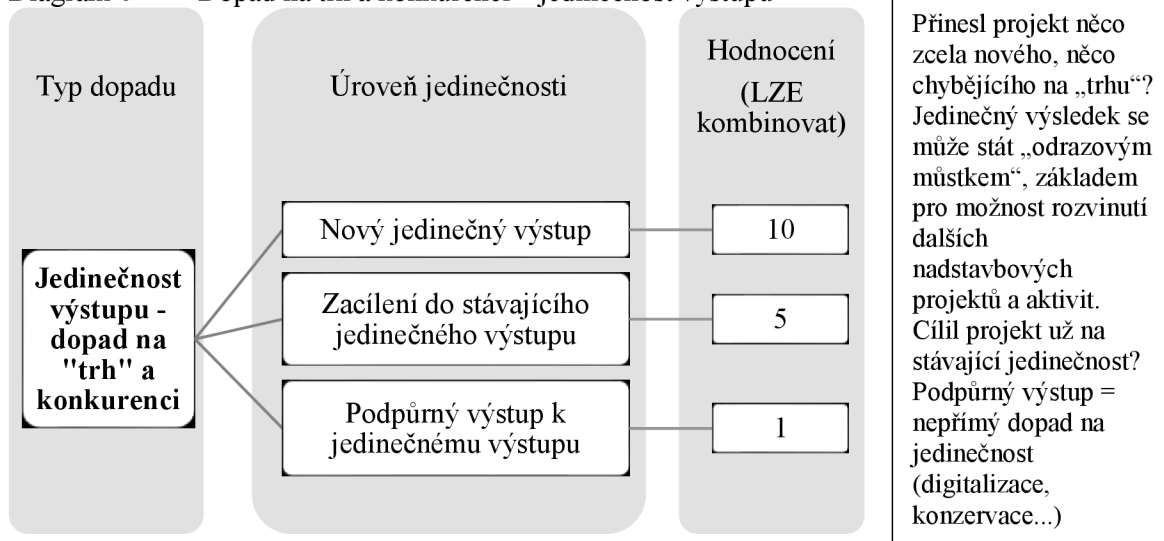 Typ dopadu
Úroveň jedinečnosti
Hodnocení
(LZE
kombinovat)
Jedinečnost
výstupu -
dopad na
"trh" a
konkurenci
Nový jedinečný výstup
10
Zacílení do stávajícího
jedinečného výstupu
5
Podpůrný výstup k
jedinečnému výstupu
1
Přinesl projekt něco
zcela nového, něco
chybějícího na „trhu“?
Jedinečný výsledek se
může stát „odrazovým
můstkem“, základem
pro možnost rozvinutí
dalších
nadstavbových
projektů a aktivit.
Cílil projekt už na
stávající jedinečnost?
Podpůrný výstup =
nepřímý dopad na
jedinečnost
(digitalizace,
konzervace...)